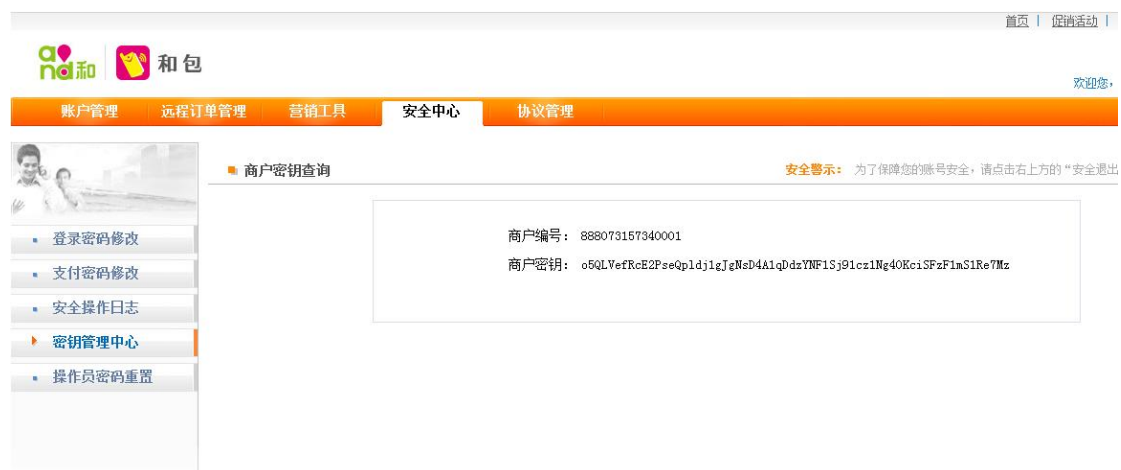 首页 | 促销活动 |
and和 和包
欢迎您，
账户管理 远程订单管理 营销工具 安全中心 协议管理
商户密钥查询 安全警示： 为了保障您的账号安全，请点击右上方的“安全退出
商户编号： 888073157340001
商户密钥： o5QLVefRcE2PseQpldj1gJgNsD4A1qDdzYNF1Sj91cz1Ng4OKciSFzF1mS1Re7Mz
登录密码修改
支付密码修改
安全操作日志
密钥管理中心
操作员密码重置